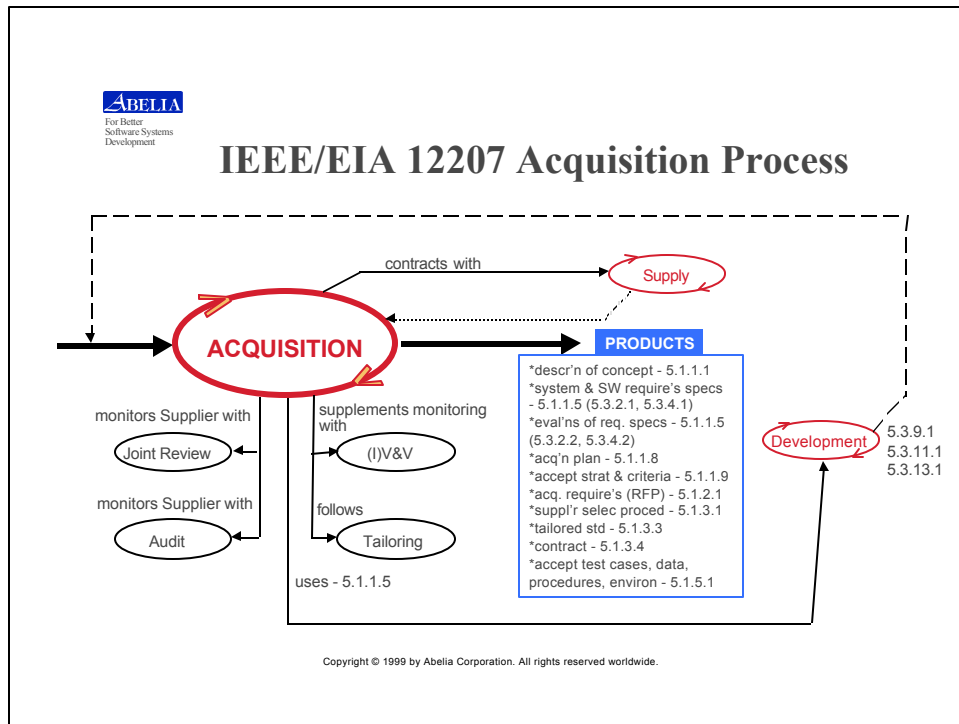 ABELIA
For Better
Software Systems
Development
IEEE/EIA 12207 Acquisition Process
contracts with
Supply
ACQUISITION
PRODUCTS
*descr'n of concept - 5.1.1.1
*system & SW require's specs
- 5.1.1.5 (5.3.2.1, 5.3.4.1)
*eval'ns of req. specs - 5.1.1.5
(5.3.2.2, 5.3.4.2)
*acq'n plan - 5.1.1.8
*accept strat & criteria - 5.1.1.9
*acq. require's (RFP) - 5.1.2.1
*suppl'r selec proced - 5.1.3.1
*tailored std - 5.1.3.3
*contract - 5.1.3.4
*accept test cases, data,
procedures, environ - 5.1.5.1
monitors Supplier with
Joint Review
supplements monitoring
with
(I)V&V
Development
5.3.9.1
5.3.11.1
5.3.13.1
monitors Supplier with
Audit
follows
Tailoring
uses - 5.1.1.5
Copyright © 1999 by Abelia Corporation. All rights reserved worldwide.